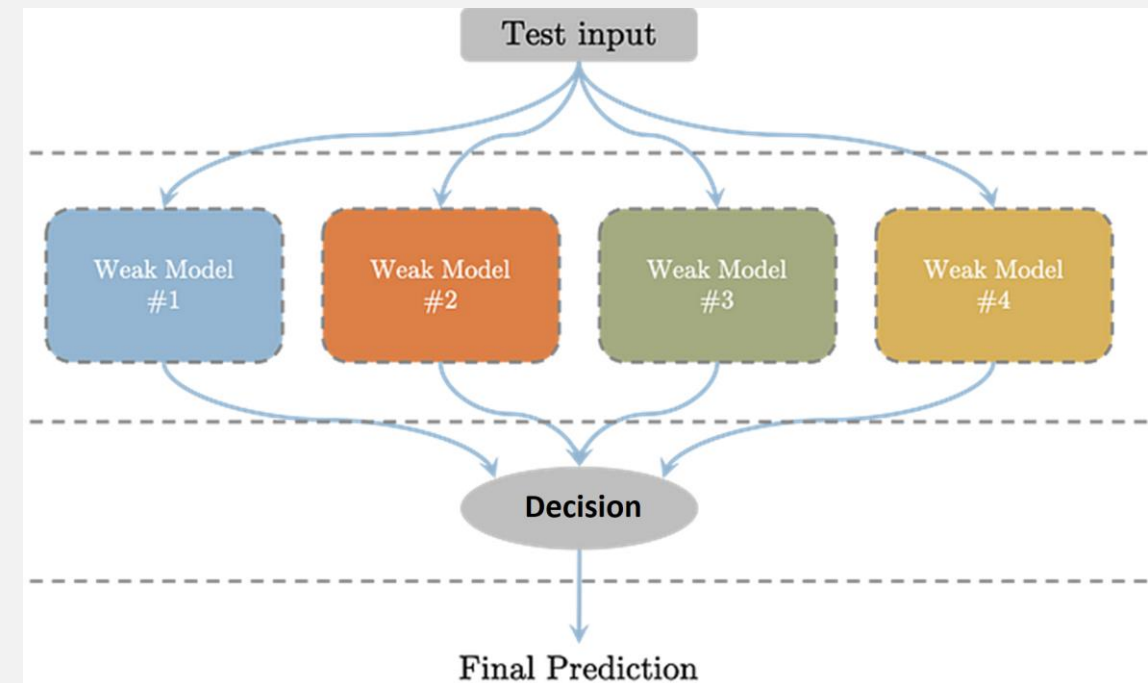 Test input
Weak Model
#1
Weak Model
#2
Weak Model
#3
Weak Model
#4
Decision
Final Prediction